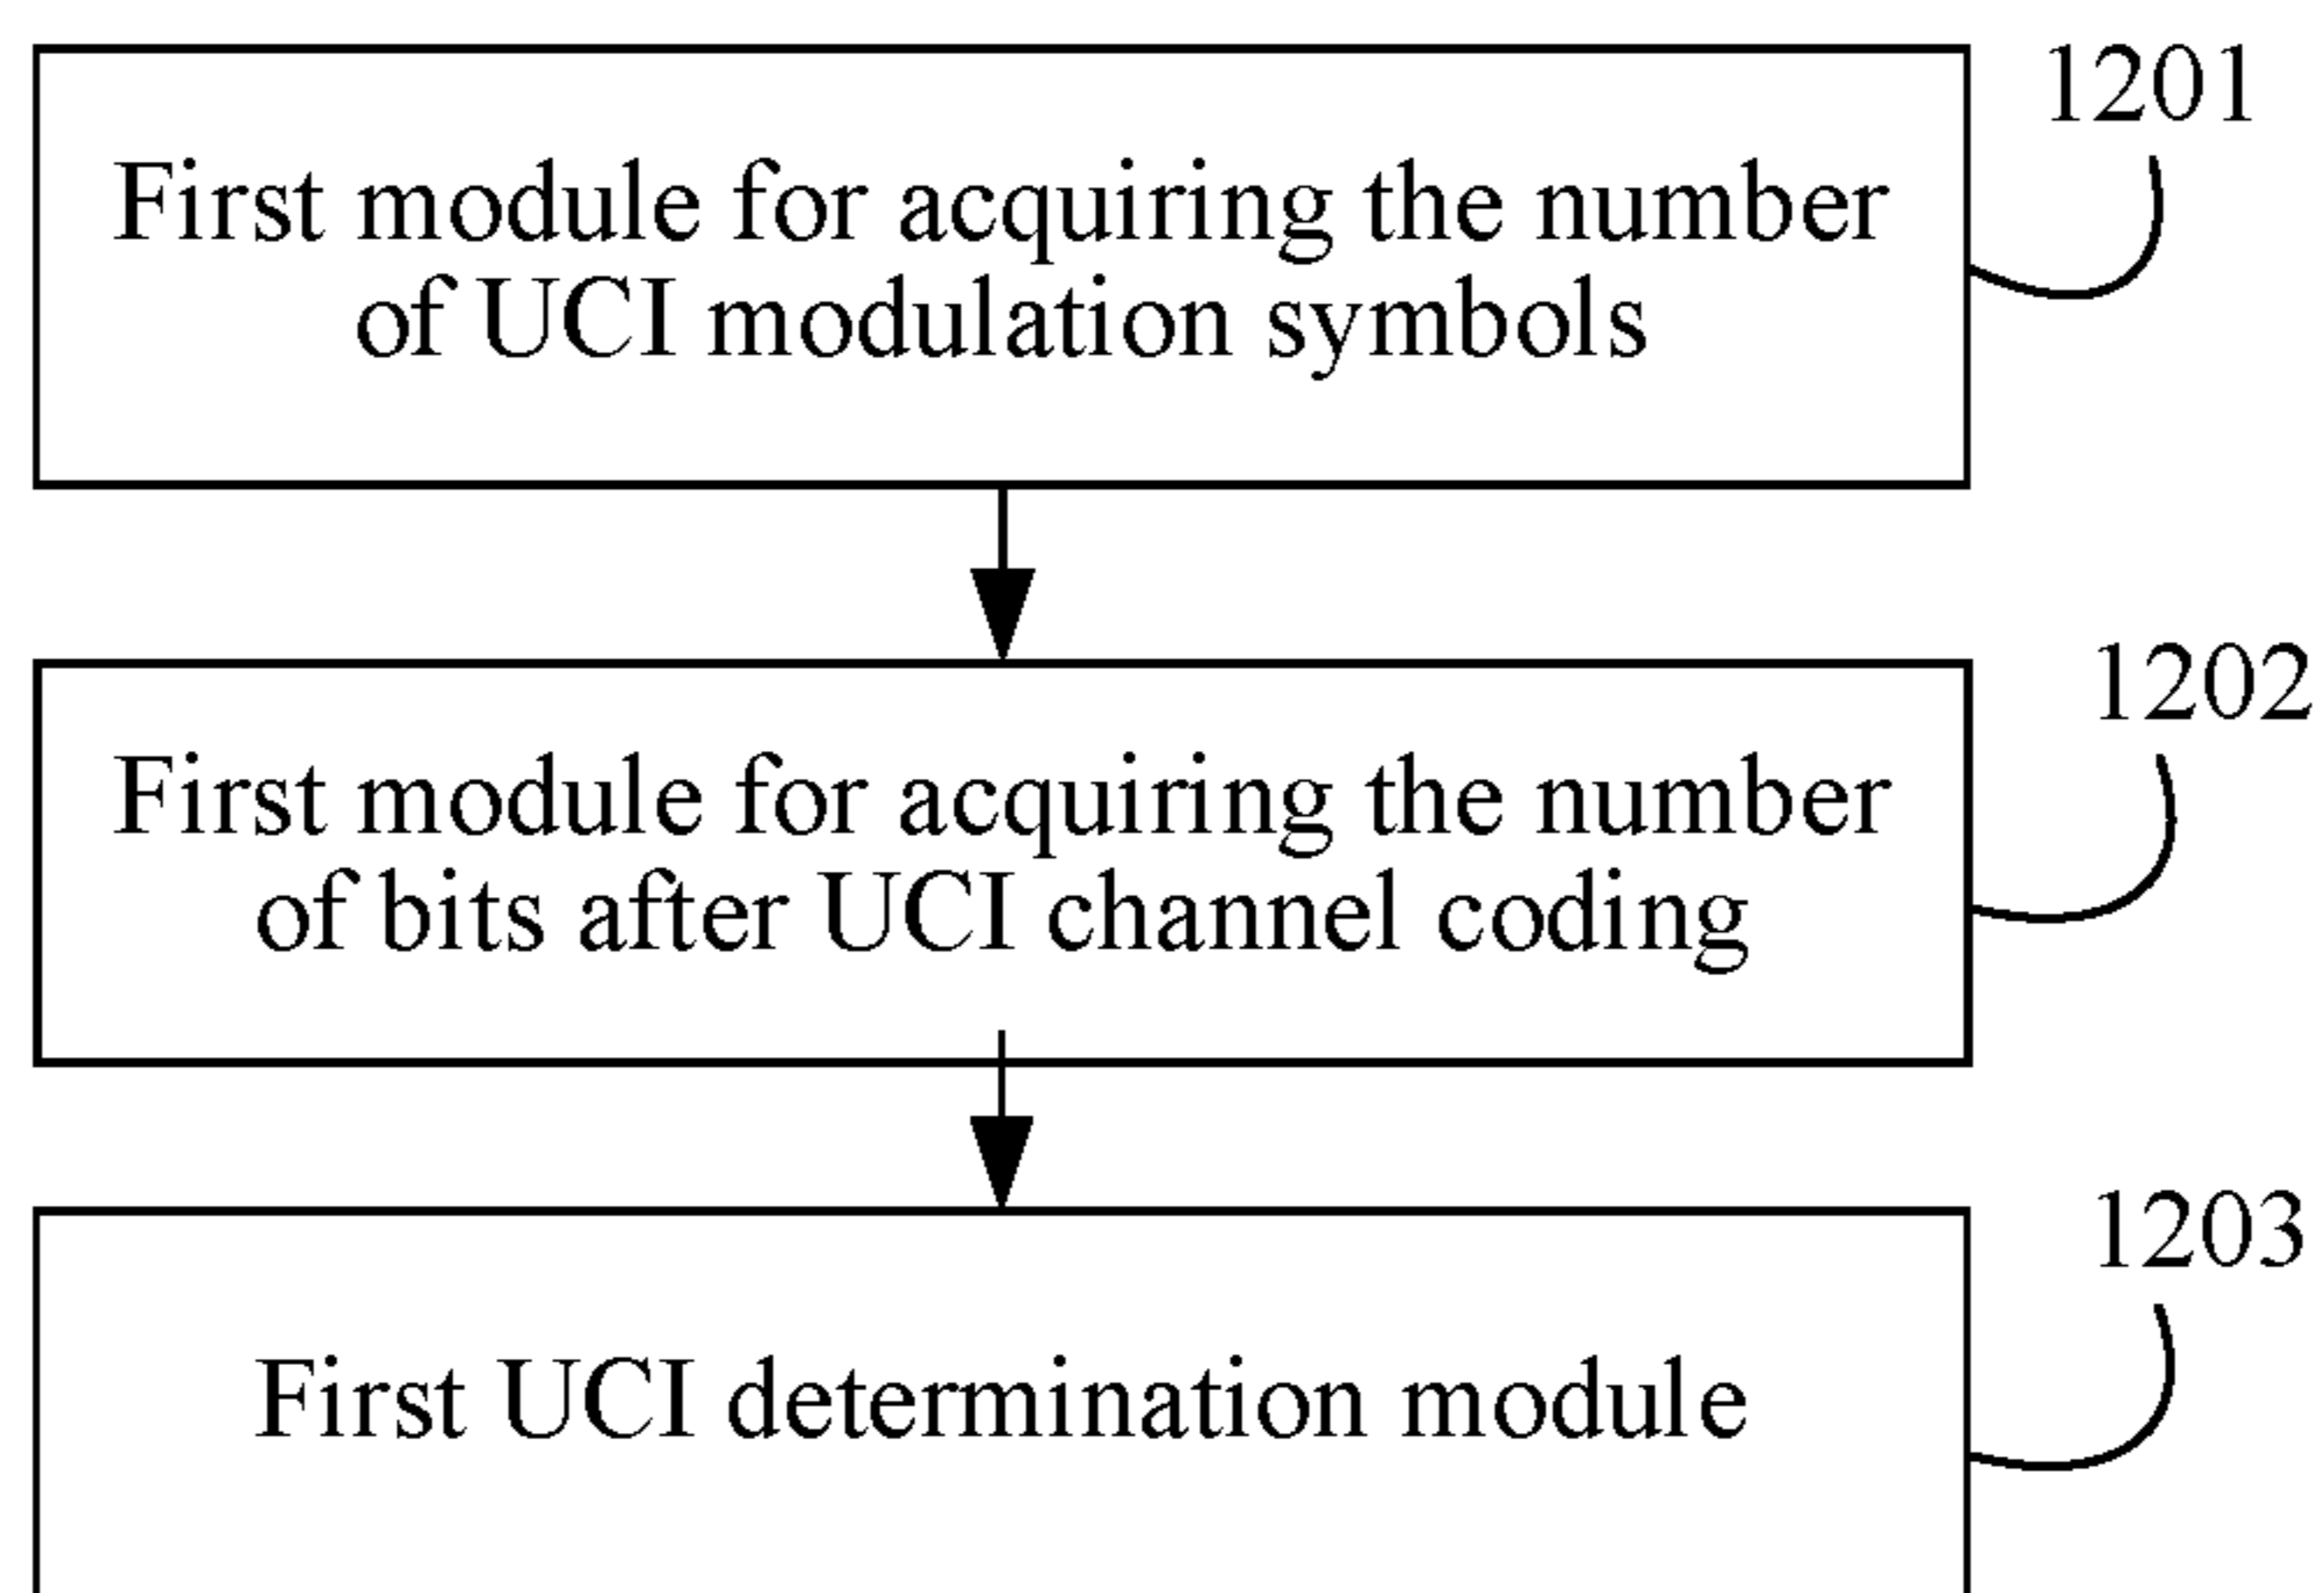 1201
First module for acquiring the number
of UCI modulation symbols
1202
First module for acquiring the number
of bits after UCI channel coding
1203
First UCI determination module